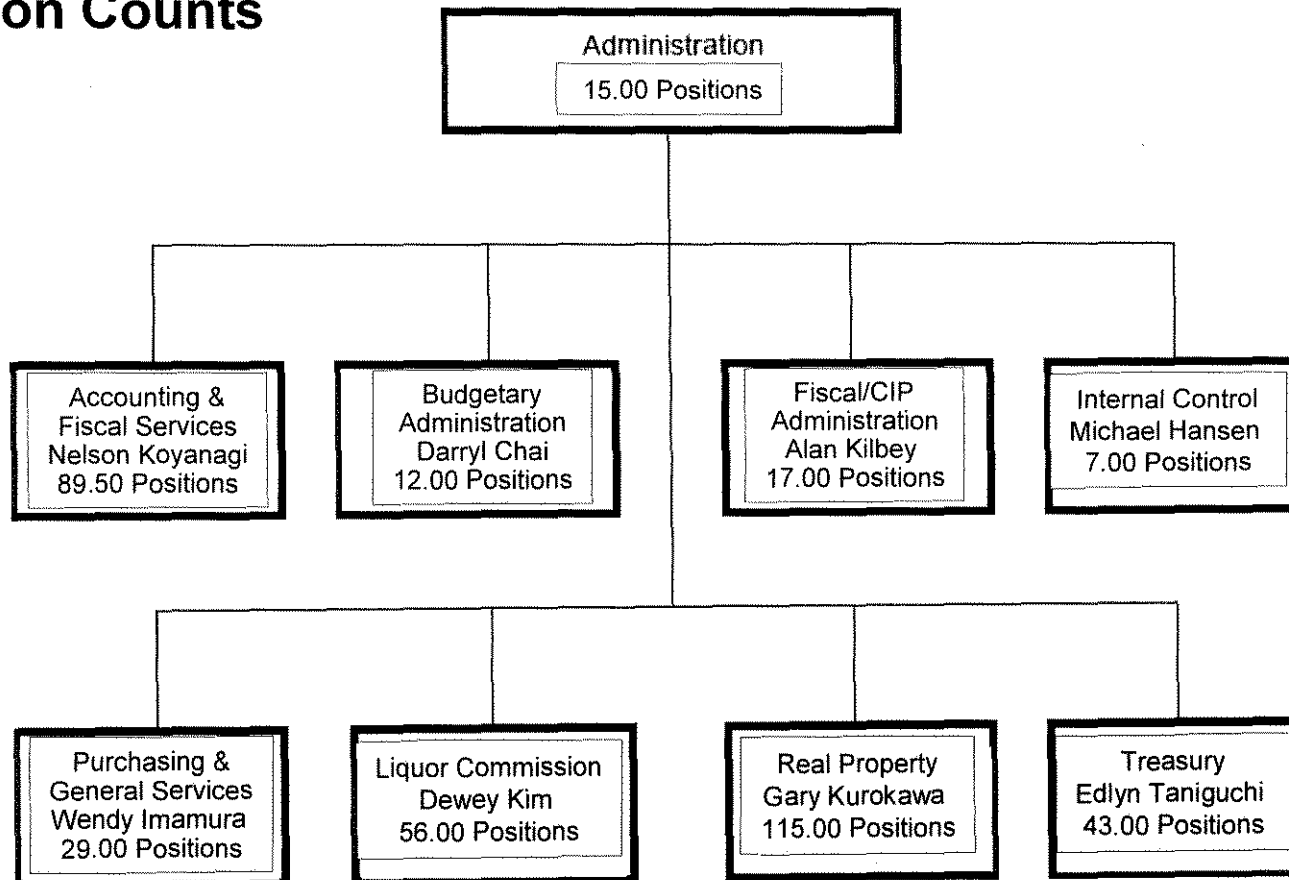 on Counts
Administration
15.00 Positions
Accounting &
Fiscal Services
Nelson Koyanagi
89.50 Positions
Budgetary
Administration
Darryl Chai
12.00 Positions
Fiscal/CIP
Administration
Alan Kilbey
17.00 Positions
Internal Control
Michael Hansen
7.00 Positions
Purchasing &
General Services
Wendy Imamura
29.00 Positions
Liquor Commission
Dewey Kim
56.00 Positions
Real Property
Gary Kurokawa
115.00 Positions
Treasury
Edlyn Taniguchi
43.00 Positions